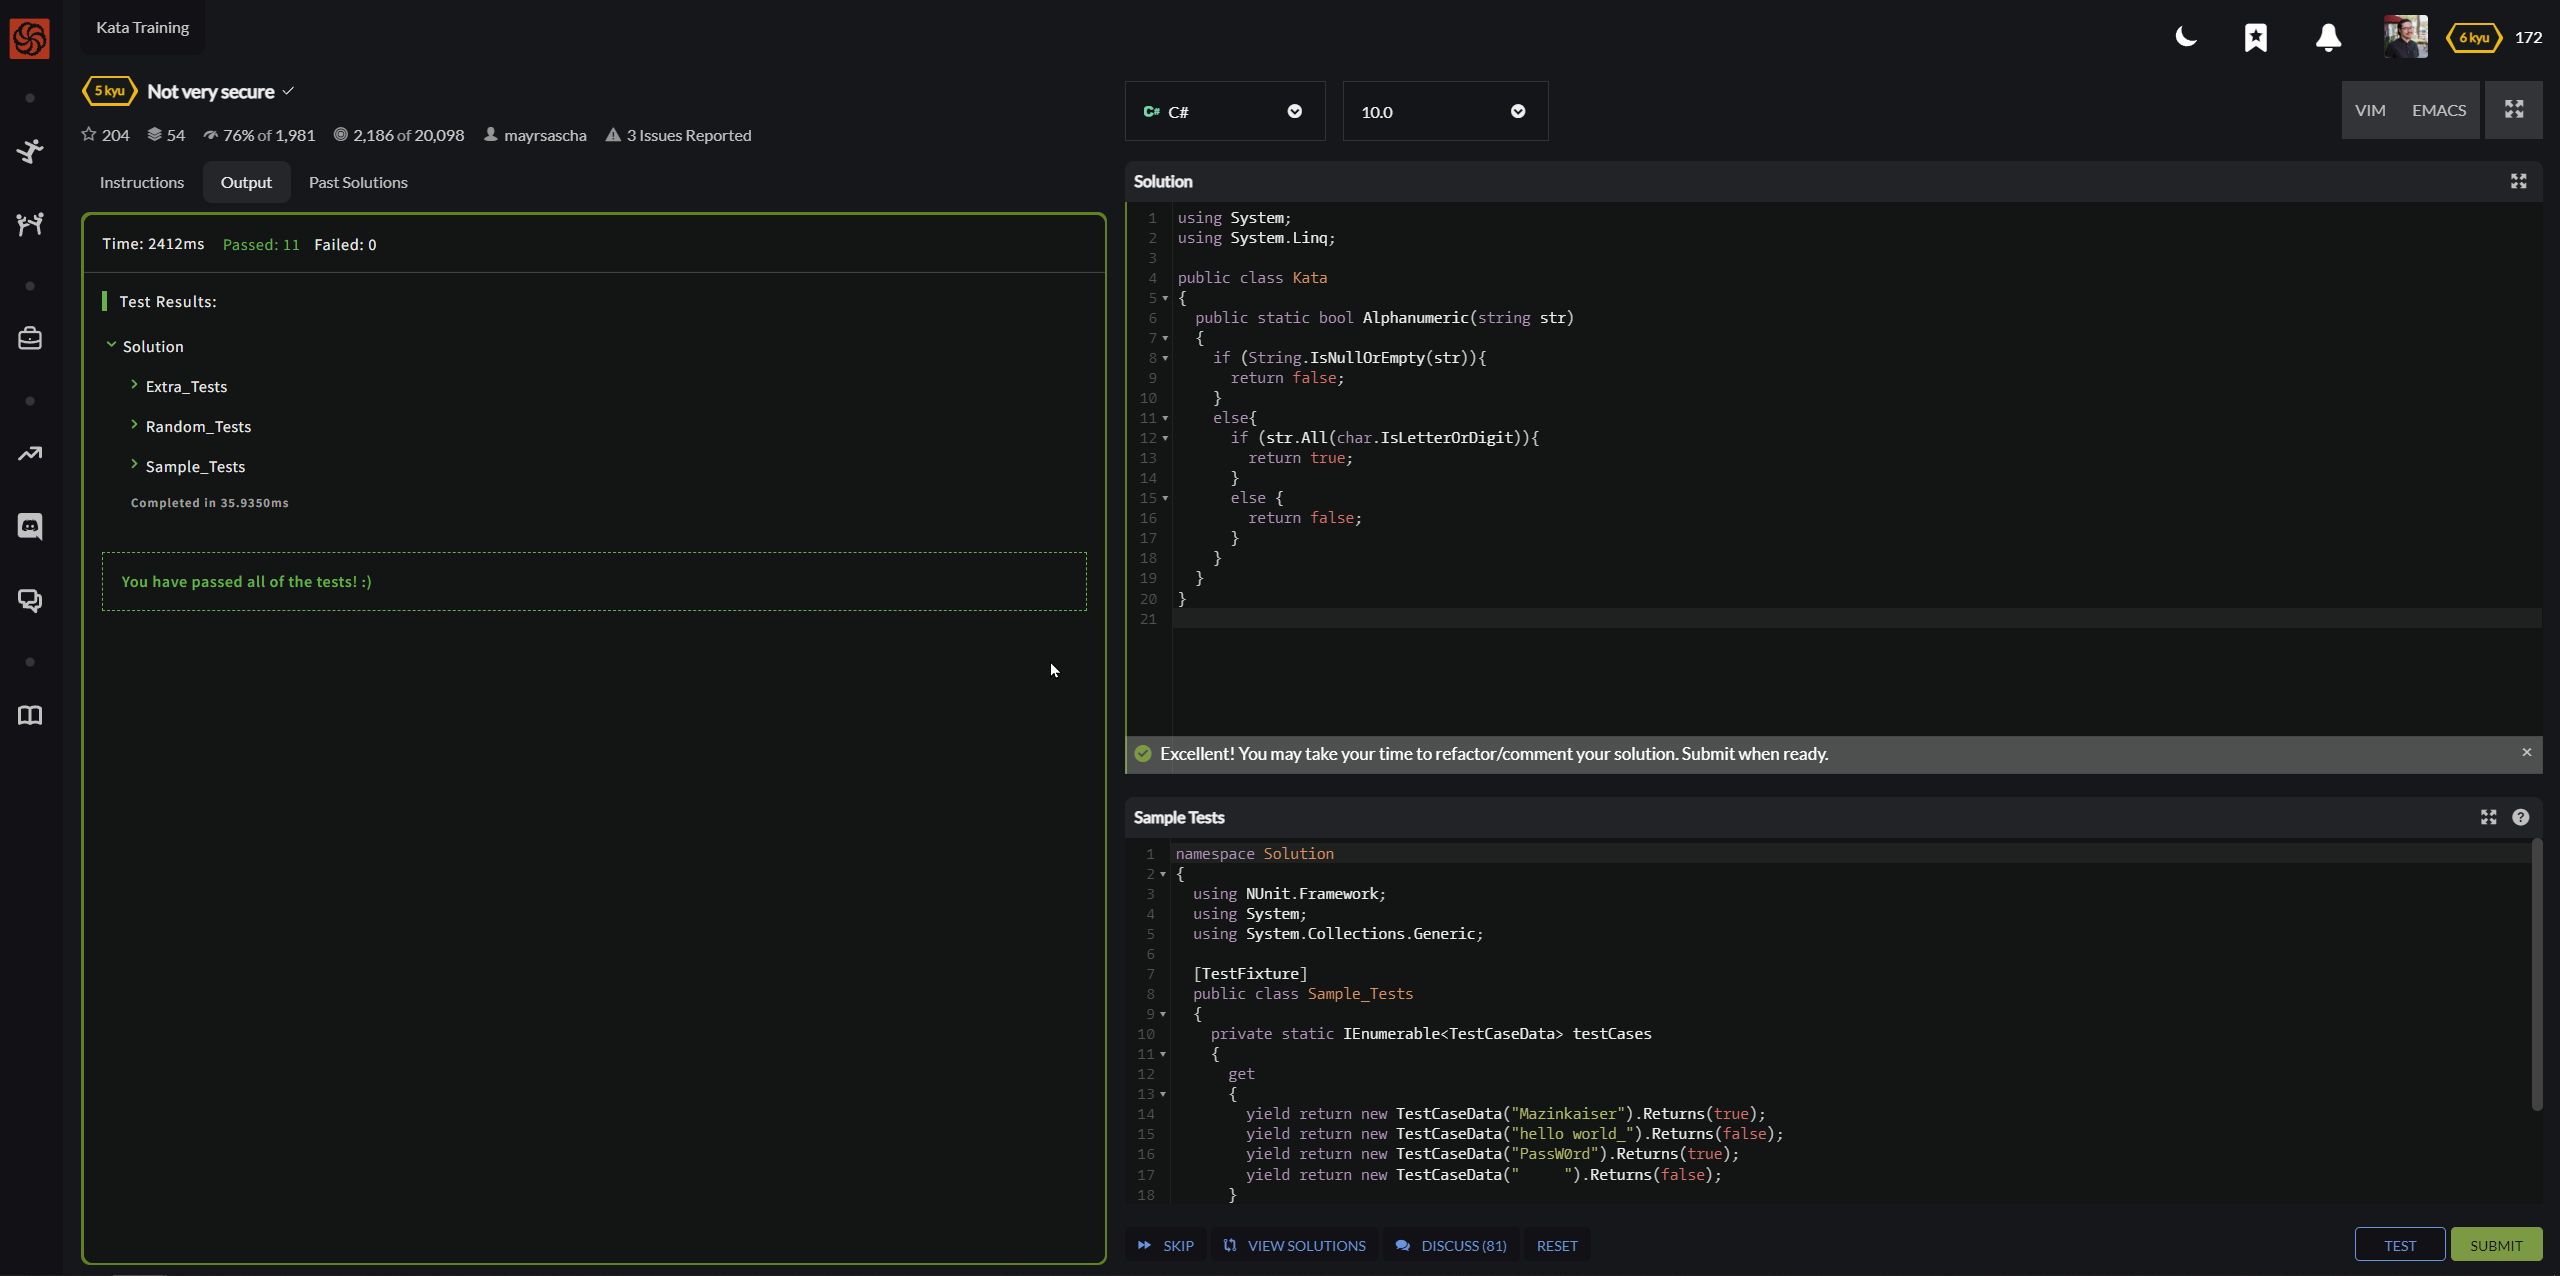 Kata Training
6 kyu 172
5 kyu Not very secure
204 54 76% of 1,981 2,186 of 20,098 mayrsascha 3 Issues Reported
Instructions Output Past Solutions
Time: 2412ms Passed: 11 Failed: 0
Test Results:
Solution
Extra_Tests
Random_Tests
Sample_Tests
Completed in 35.9350ms
You have passed all of the tests! :)
C# C# 10.0 VIM EMACS
Solution
1 using System;
2 using System.Linq;
3
4 public class Kata
5 {
6 public static bool Alphanumeric(string str)
7 {
8 if (String.IsNullOrEmpty(str)){
9 return false;
10 }
11 else{
12 if (str.All(char.IsLetterOrDigit)){
13 return true;
14 }
15 else {
16 return false;
17 }
18 }
19 }
20 }
21
Excellent! You may take your time to refactor/comment your solution. Submit when ready.
Sample Tests
1 namespace Solution
2 {
3 using NUnit.Framework;
4 using System;
5 using System.Collections.Generic;
6
7 [TestFixture]
8 public class Sample_Tests
9 {
10 private static IEnumerable<TestCaseData> testCases
11 {
12 get
13 {
14 yield return new TestCaseData("Mazinkaiser").Returns(true);
15 yield return new TestCaseData("hello world_").Returns(false);
16 yield return new TestCaseData("PassW0rd").Returns(true);
17 yield return new TestCaseData("     ").Returns(false);
18 }
SKIP VIEW SOLUTIONS DISCUSS (81) RESET TEST SUBMIT